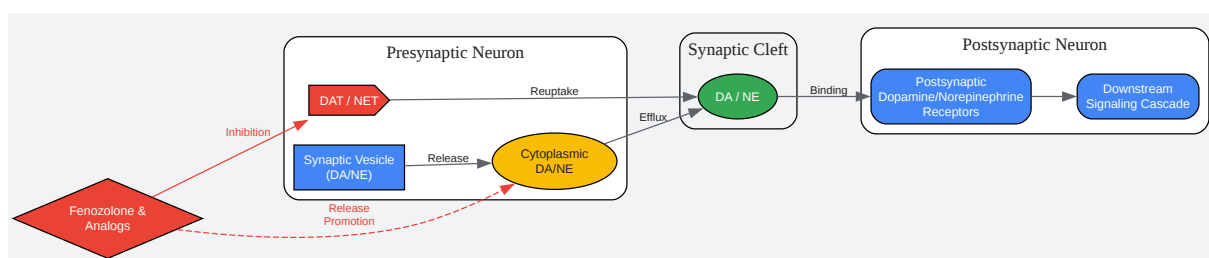 Presynaptic Neuron
Synaptic Cleft
Postsynaptic Neuron
DAT / NET
Reuptake
DA / NE
Binding
Postsynaptic
Dopamine/Norepinephrine
Receptors
Downstream
Signaling Cascade
Inhibition
Efflux
Synaptic Vesicle
(DA/NE)
Release
Cytoplasmic
DA/NE
Fenozolone &
Analogs
Release
Promotion